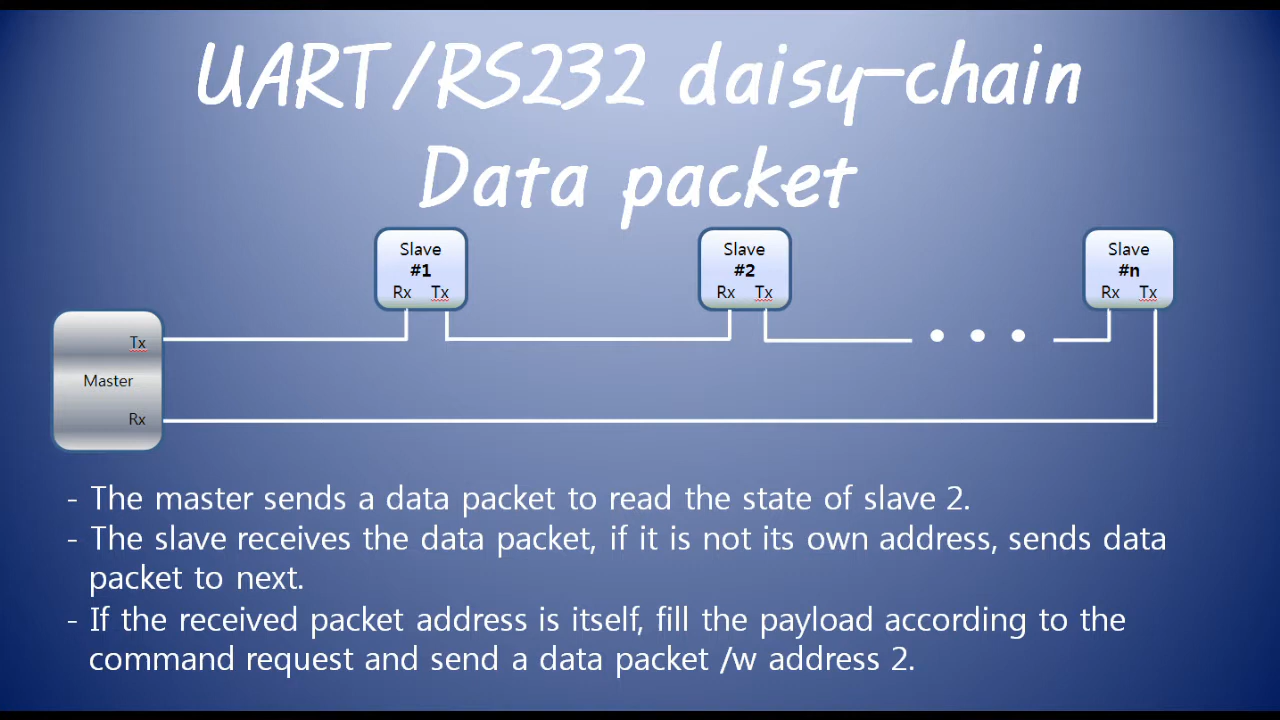 UART/RS232 daisy-chain
Data packet
Slave
#1
Rx Tx
Slave
#2
Rx Tx
Slave
#n
Rx Tx
Tx
Master
Rx
- The master sends a data packet to read the state of slave 2.
- The slave receives the data packet, if it is not its own address, sends data
packet to next.
- If the received packet address is itself, fill the payload according to the
command request and send a data packet /w address 2.